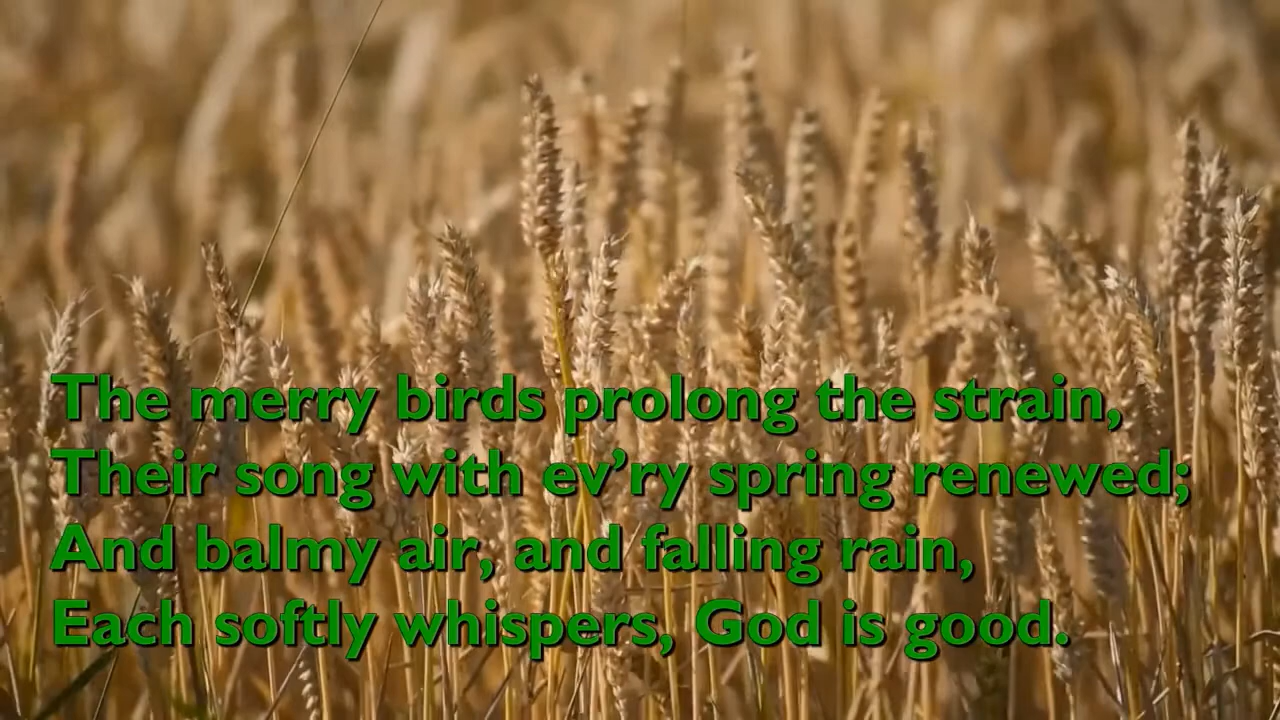 The merry birds prolong the strain,
Their song with ev’ry spring renewed;
And balmy air, and falling rain,
Each softly whispers, God is good.